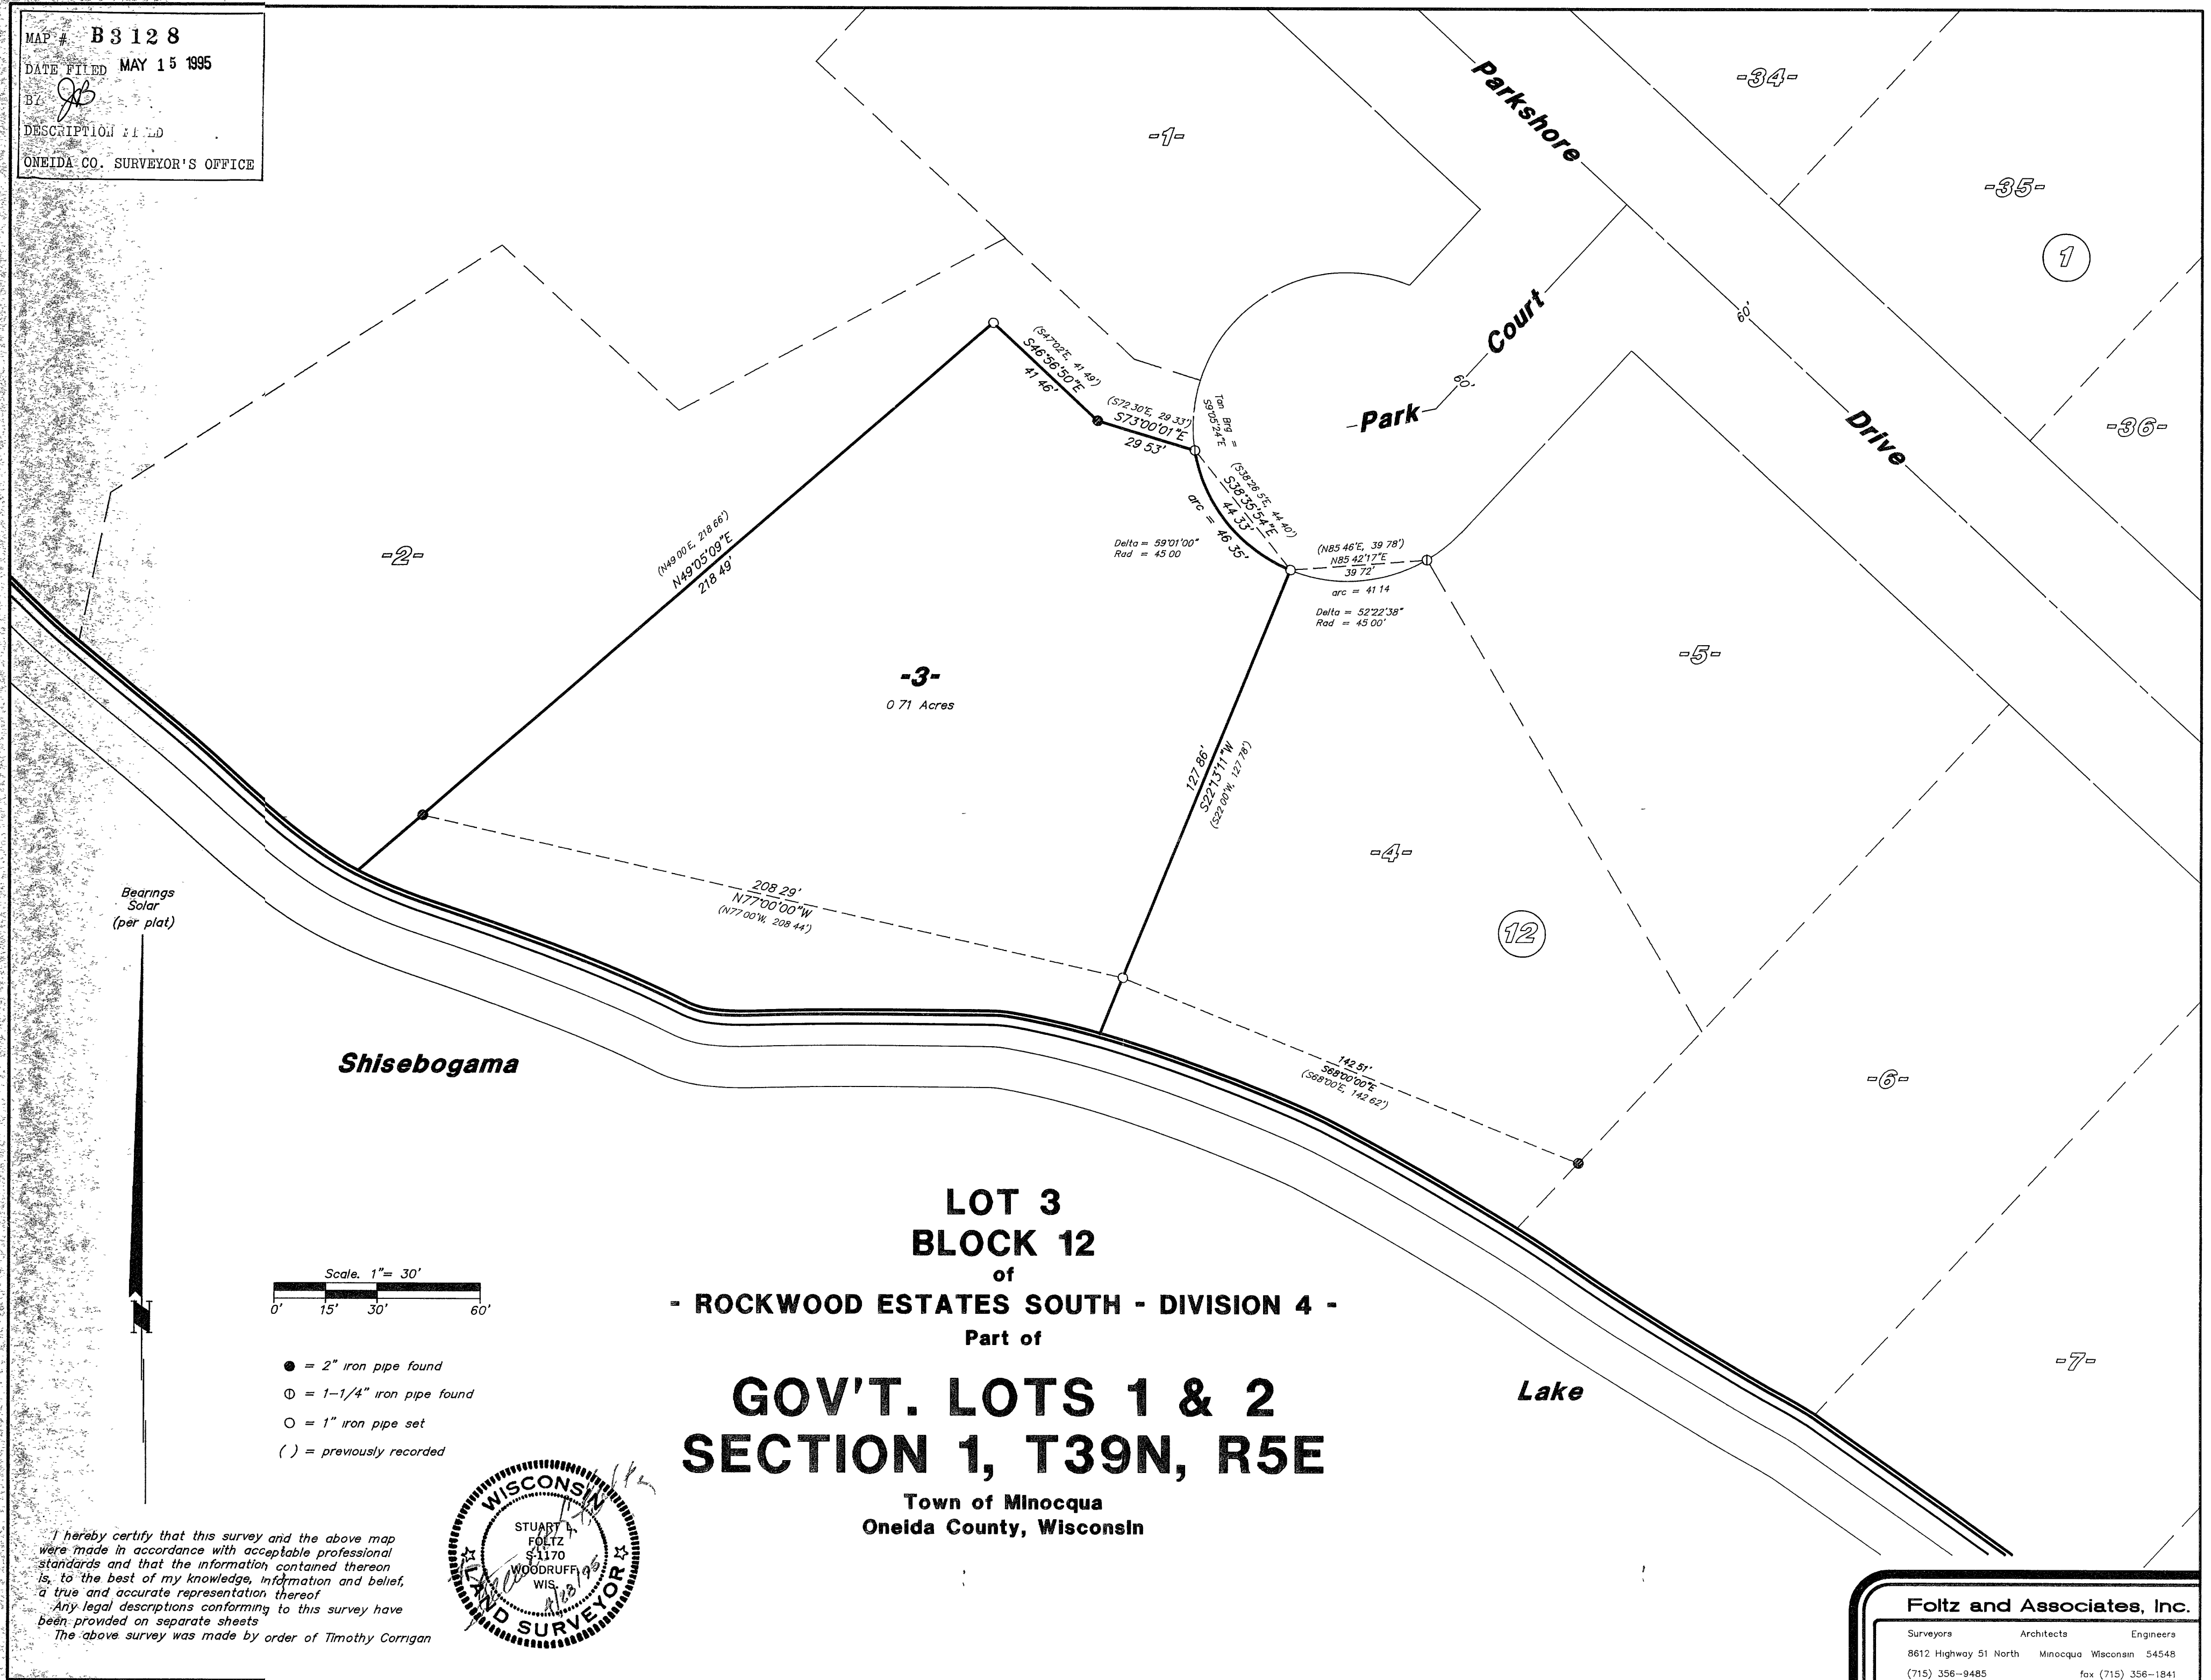 MAP # B3128
DATE FILED MAY 15 1995
BY JB
DESCRIPTION
ONEIDA CO. SURVEYOR'S OFFICE
-1-
-34-
-35-
1
-36-
Parkshore
Drive
60'
Park
Court
60'
(S47°02'E, 41 49')
S46°56'50"E
41 46'
(S72 30'E, 29 33')
S73°00'01"E
29 53'
Tan Brg =
S9°05'24"E
(S38°26 5'E, 44 40')
S38°35'54"E
44 33'
arc = 46 35'
Delta = 59°01'00"
Rad = 45 00
(N85 46'E, 39 78')
N85 42'17"E
39 72'
arc = 41 14
Delta = 52°22'38"
Rad = 45 00'
-2-
(N49 00'E, 218 66')
N49°05'09"E
218 49'
-3-
0 71 Acres
127 86'
S22°13'11"W
(S22 00'W, 127 78')
-5-
-4-
12
208 29'
N77°00'00"W
(N77 00'W, 208 44')
142 51'
S68°00'00"E
(S68°00'E, 142 62')
-6-
-7-
Bearings
Solar
(per plat)
N
Shisebogama
Lake
LOT 3
BLOCK 12
of
- ROCKWOOD ESTATES SOUTH - DIVISION 4 -
Part of
GOV'T. LOTS 1 & 2
SECTION 1, T39N, R5E
Town of Minocqua
Oneida County, Wisconsin
Scale. 1"= 30'
0' 15' 30' 60'
= 2" iron pipe found
= 1-1/4" iron pipe found
= 1" iron pipe set
( ) = previously recorded
WISCONSIN
STUART L.
FOLTZ
S-1170
WOODRUFF,
WIS.
4/28/95
LAND SURVEYOR
I hereby certify that this survey and the above map
were made in accordance with acceptable professional
standards and that the information contained thereon
is, to the best of my knowledge, information and belief,
a true and accurate representation thereof
Any legal descriptions conforming to this survey have
been provided on separate sheets
The above survey was made by order of Timothy Corrigan
Foltz and Associates, Inc.
Surveyors Architects Engineers
8612 Highway 51 North Minocqua Wisconsin 54548
(715) 356-9485 fax (715) 356-1841